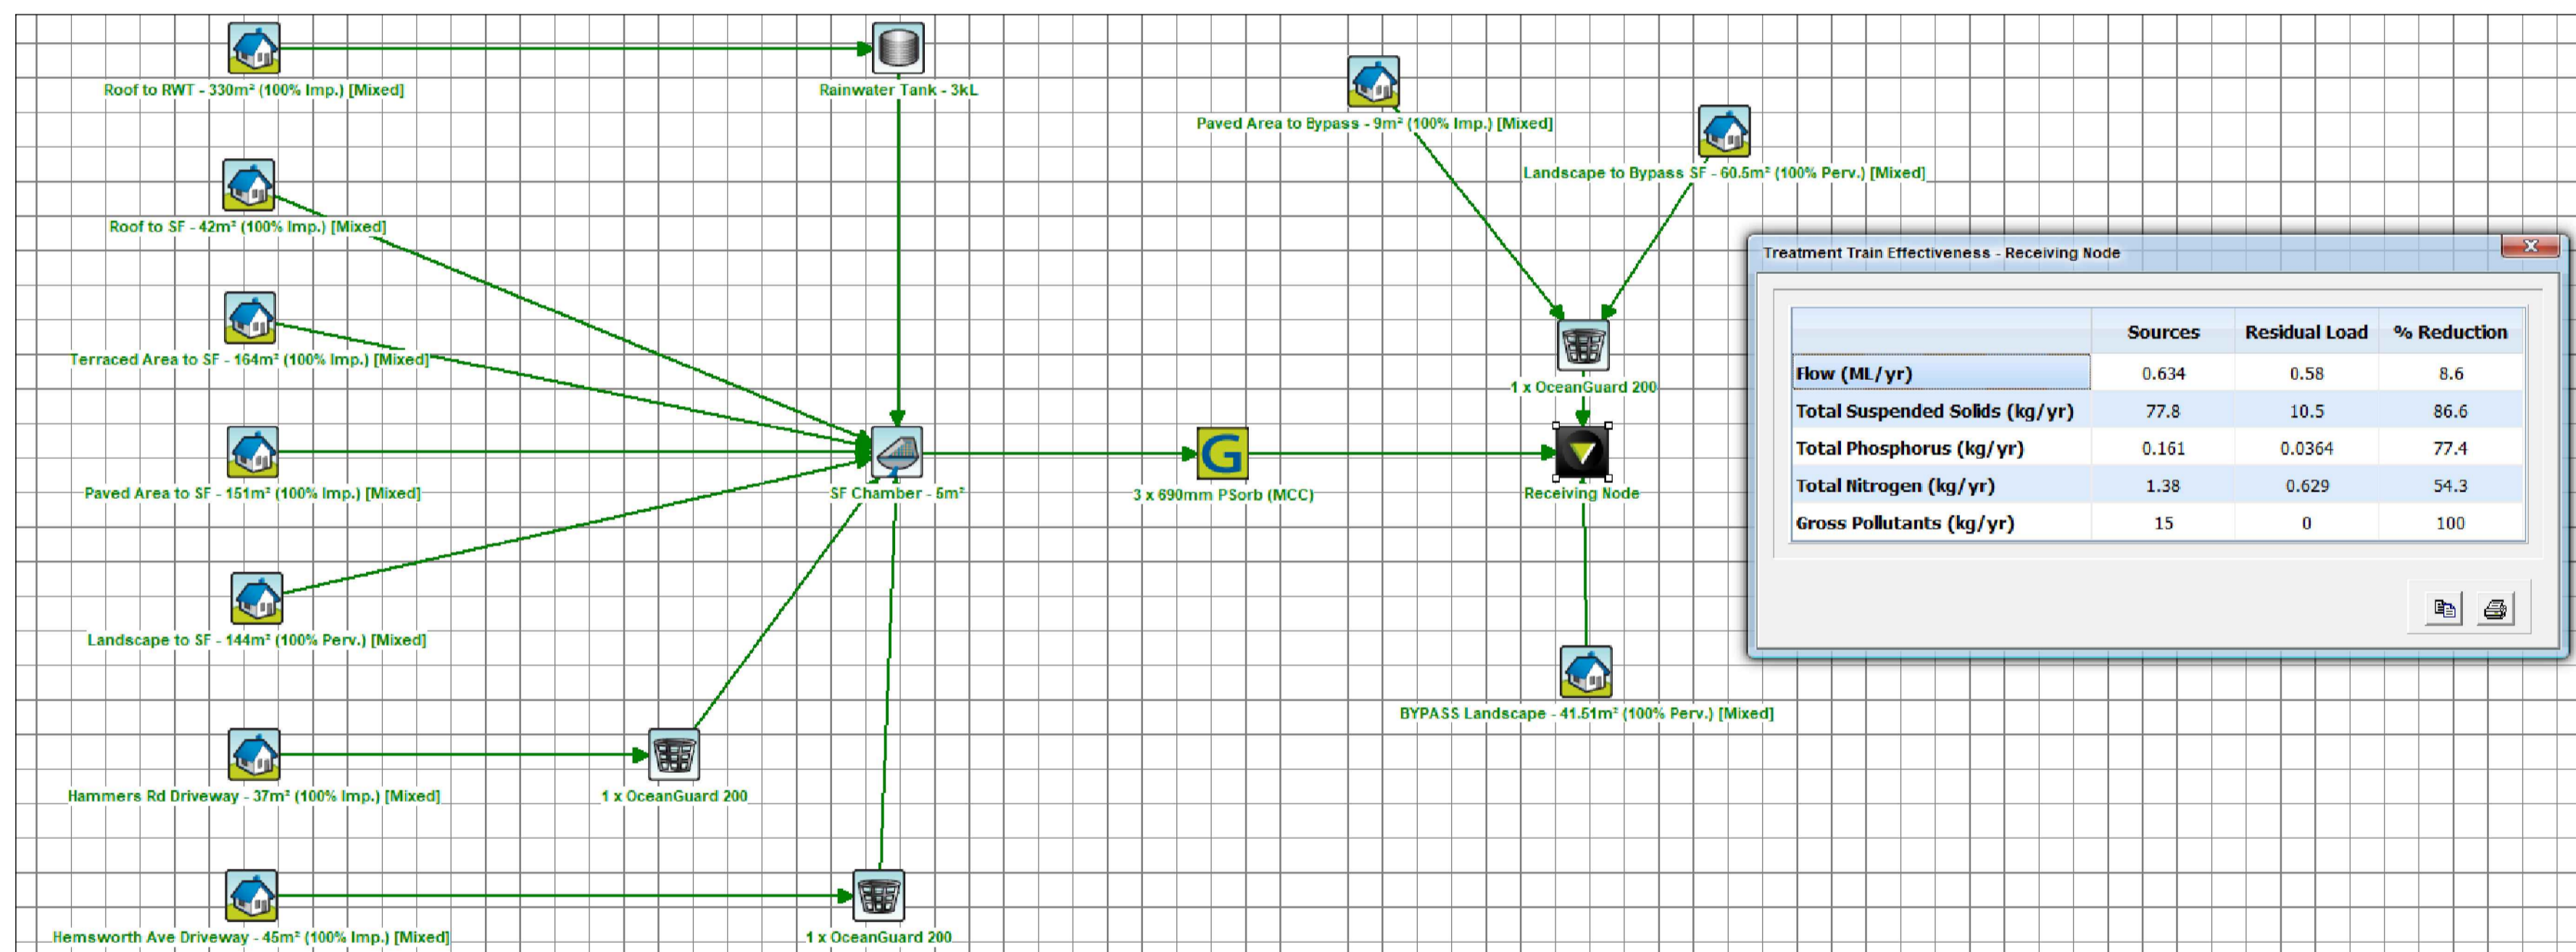 Roof to RWT - 330m² (100% Imp.) [Mixed]
Rainwater Tank - 3kL
Paved Area to Bypass - 9m² (100% Imp.) [Mixed]
Landscape to Bypass SF - 60.5m² (100% Perv.) [Mixed]
Roof to SF - 42m² (100% Imp.) [Mixed]
Terraced Area to SF - 164m² (100% Imp.) [Mixed]
1 x OceanGuard 200
Paved Area to SF - 151m² (100% Imp.) [Mixed]
SF Chamber - 5m²
G
3 x 690mm PSorb (MCC)
Receiving Node
Landscape to SF - 144m² (100% Perv.) [Mixed]
BYPASS Landscape - 41.51m² (100% Perv.) [Mixed]
Hammers Rd Driveway - 37m² (100% Imp.) [Mixed]
1 x OceanGuard 200
Hemsworth Ave Driveway - 45m² (100% Imp.) [Mixed]
1 x OceanGuard 200
Treatment Train Effectiveness - Receiving Node
Sources Residual Load % Reduction
Flow (ML/yr) 0.634 0.58 8.6
Total Suspended Solids (kg/yr) 77.8 10.5 86.6
Total Phosphorus (kg/yr) 0.161 0.0364 77.4
Total Nitrogen (kg/yr) 1.38 0.629 54.3
Gross Pollutants (kg/yr) 15 0 100